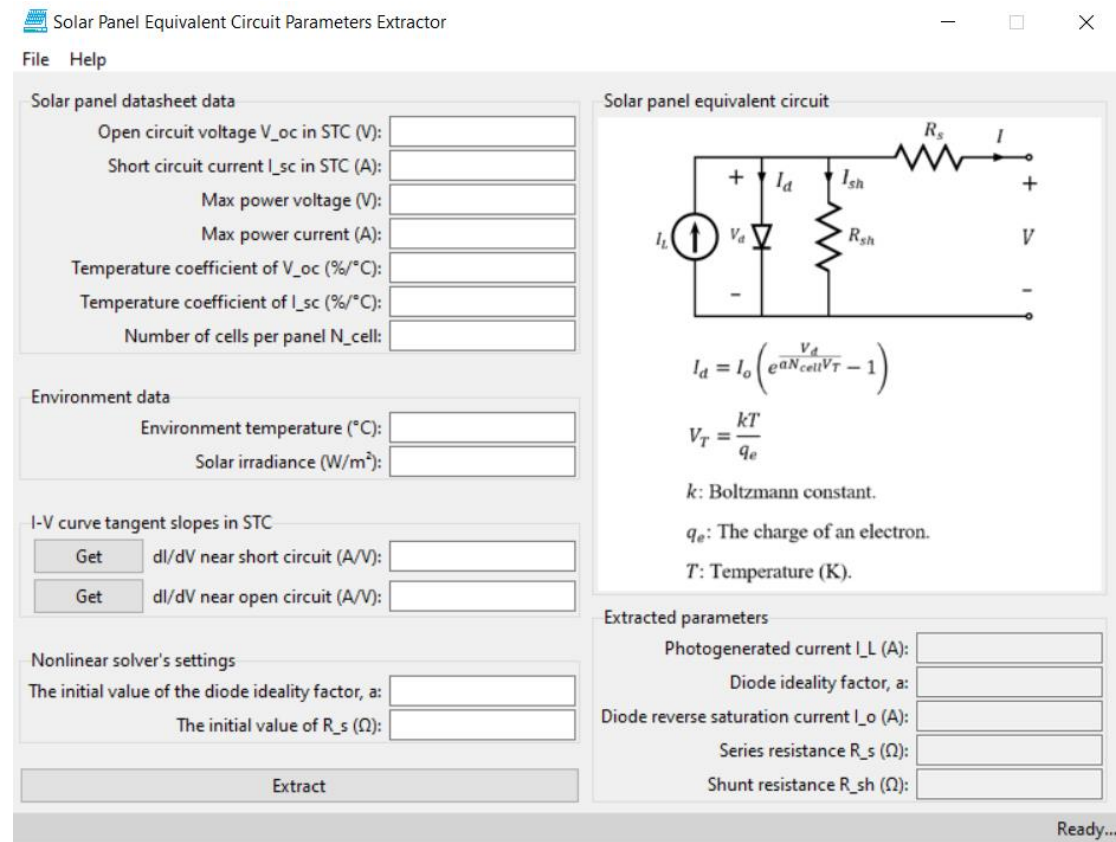 Solar Panel Equivalent Circuit Parameters Extractor
File Help
Solar panel datasheet data
Open circuit voltage V_oc in STC (V):
Short circuit current I_sc in STC (A):
Max power voltage (V):
Max power current (A):
Temperature coefficient of V_oc (%/°C):
Temperature coefficient of I_sc (%/°C):
Number of cells per panel N_cell:
Environment data
Environment temperature (°C):
Solar irradiance (W/m²):
I-V curve tangent slopes in STC
Get dI/dV near short circuit (A/V):
Get dI/dV near open circuit (A/V):
Nonlinear solver's settings
The initial value of the diode ideality factor, a:
The initial value of R_s (Ω):
Extract
Solar panel equivalent circuit
R_s I
+ I_d I_sh +
I_L V_d R_sh V
− −
I_d = I_o (e^(V_d/(aN_cell V_T)) − 1)
V_T = kT/q_e
k: Boltzmann constant.
q_e: The charge of an electron.
T: Temperature (K).
Extracted parameters
Photogenerated current I_L (A):
Diode ideality factor, a:
Diode reverse saturation current I_o (A):
Series resistance R_s (Ω):
Shunt resistance R_sh (Ω):
Ready...